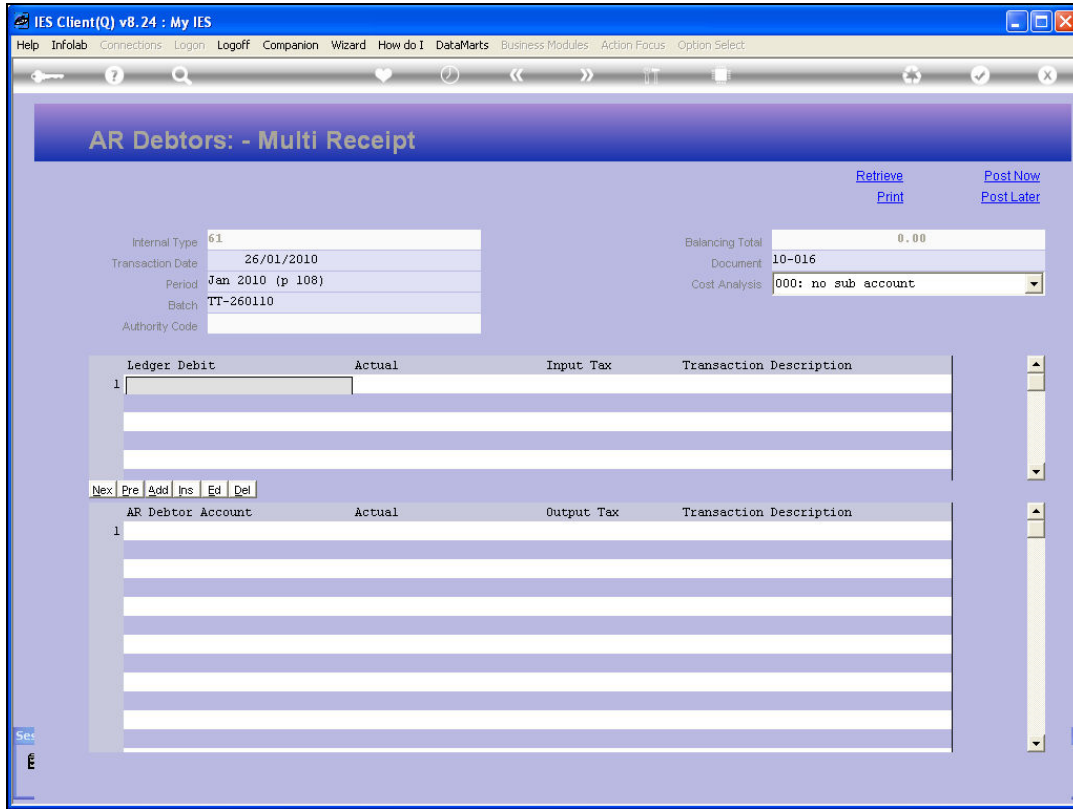 IES Client(Q) v8.24 : My IES
Help Infolab Connections Logon Logoff Companion Wizard How do I DataMarts Business Modules Action Focus Option Select
AR Debtors: - Multi Receipt
Retrieve Post Now
Print Post Later
Internal Type 61 Balancing Total 0.00
Transaction Date 26/01/2010 Document 10-016
Period Jan 2010 (p 108) Cost Analysis 000: no sub account
Batch TT-260110
Authority Code
Ledger Debit Actual Input Tax Transaction Description
1
Nex Pre Add Ins Ed Del
AR Debtor Account Actual Output Tax Transaction Description
1
Ses